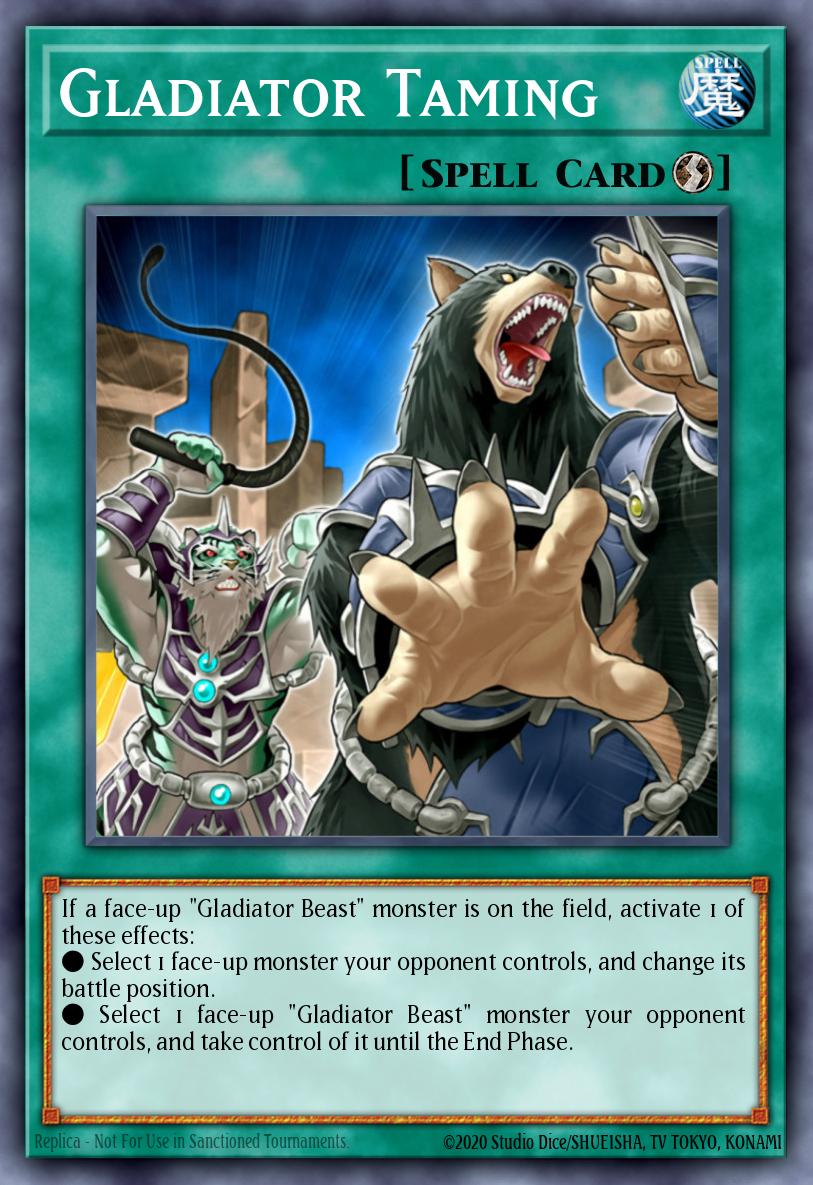 Gladiator Taming
SPELL
魔
[Spell Card]
If a face-up "Gladiator Beast" monster is on the field, activate 1 of
these effects:
● Select 1 face-up monster your opponent controls, and change its
battle position.
● Select 1 face-up "Gladiator Beast" monster your opponent
controls, and take control of it until the End Phase.
Replica - Not For Use in Sanctioned Tournaments.
©2020 Studio Dice/SHUEISHA, TV TOKYO, KONAMI